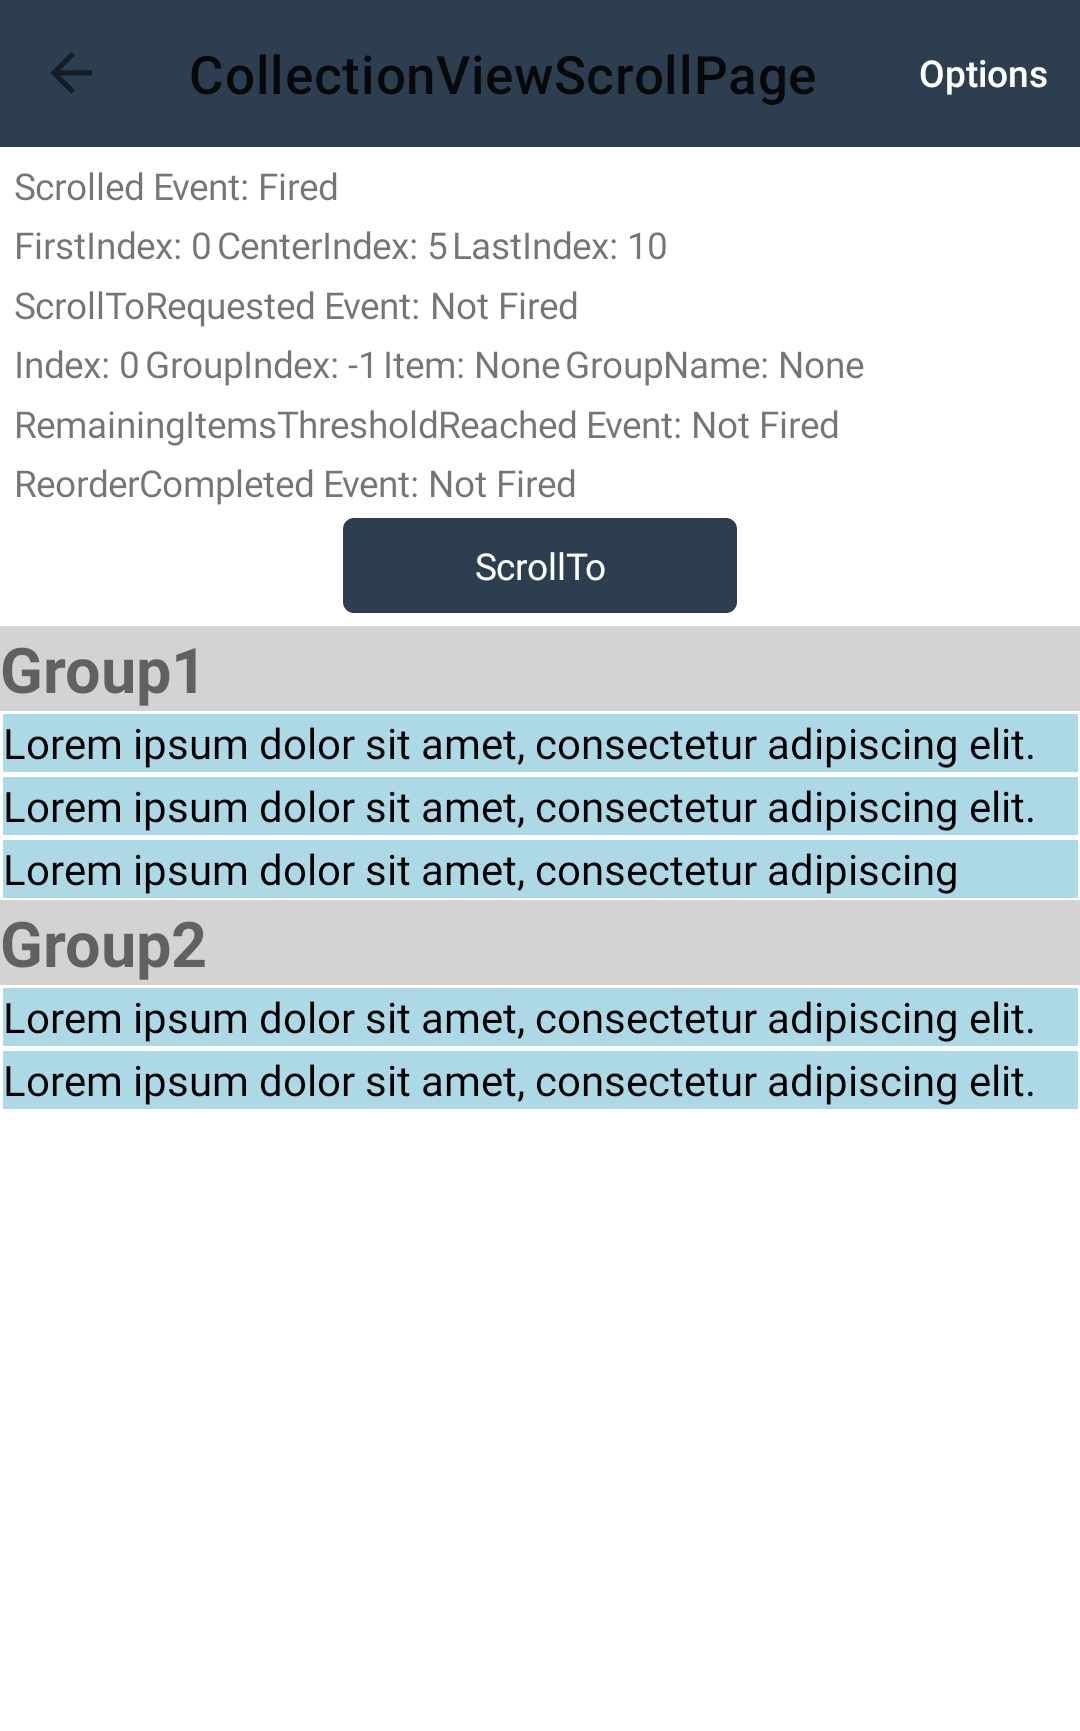 CollectionViewScrollPage Options
Scrolled Event: Fired
FirstIndex: 0 CenterIndex: 5 LastIndex: 10
ScrollToRequested Event: Not Fired
Index: 0 GroupIndex: -1 Item: None GroupName: None
RemainingItemsThresholdReached Event: Not Fired
ReorderCompleted Event: Not Fired
ScrollTo
Group1
Lorem ipsum dolor sit amet, consectetur adipiscing elit.
Lorem ipsum dolor sit amet, consectetur adipiscing elit.
Lorem ipsum dolor sit amet, consectetur adipiscing
Group2
Lorem ipsum dolor sit amet, consectetur adipiscing elit.
Lorem ipsum dolor sit amet, consectetur adipiscing elit.